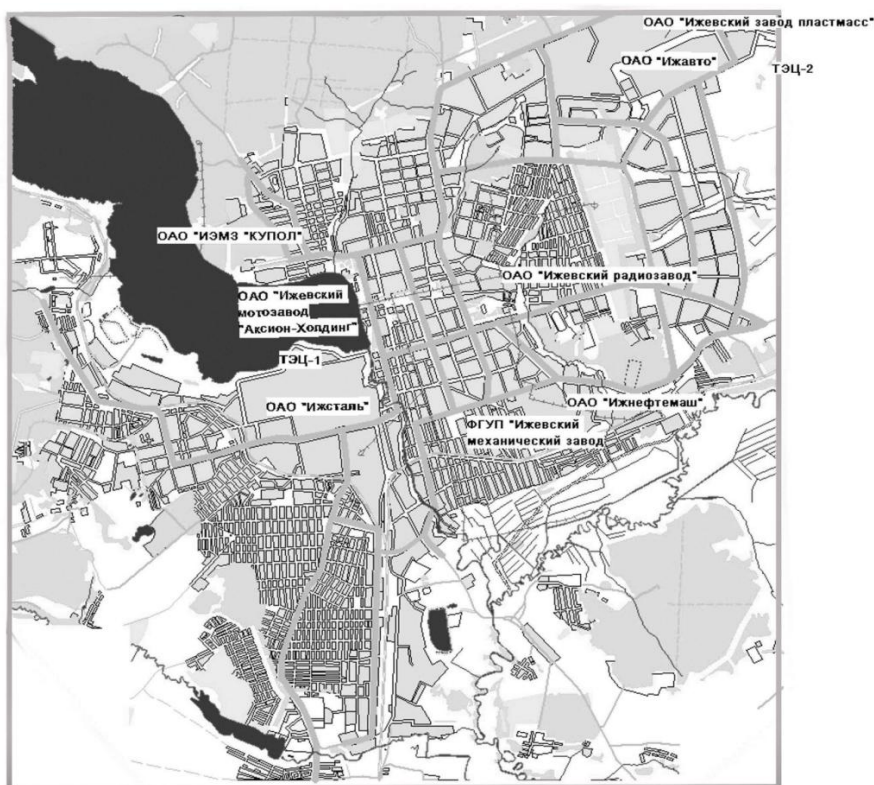 ОАО "Ижевский завод пластмасс"
ОАО "Ижавто"
ТЭЦ-2
ОАО "ИЭМЗ "КУПОЛ"
ОАО "Ижевский радиозавод"
ОАО "Ижевский
мотозавод
"Аксион-Холдинг"
ТЭЦ-1
ОАО "Ижсталь"
ОАО "Ижнефтемаш"
ФГУП "Ижевский
механический завод